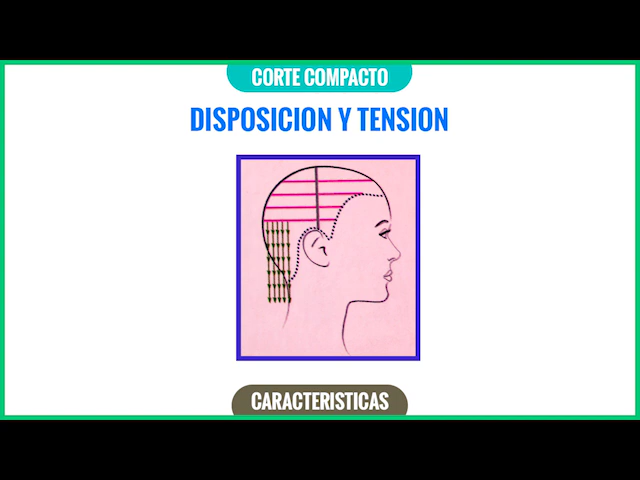 CORTE COMPACTO
DISPOSICION Y TENSION
CARACTERISTICAS